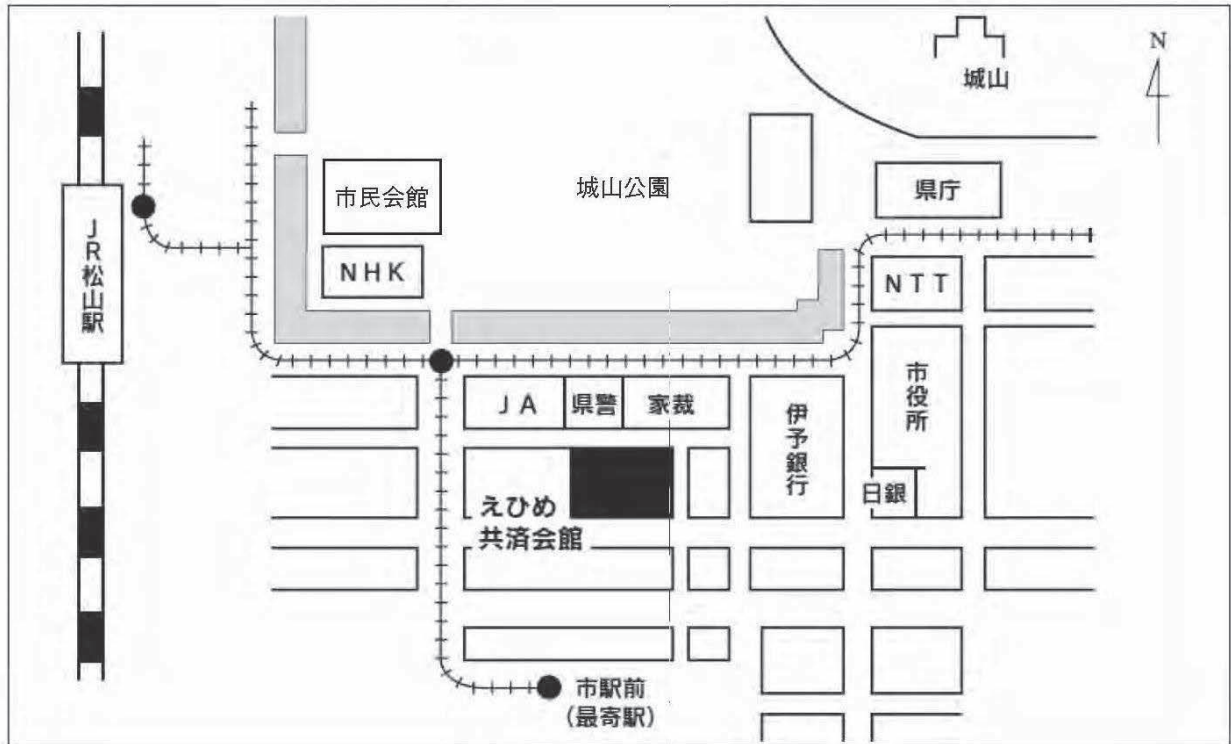 城山
N
県庁
市民会館
城山公園
NHK
NTT
JR松山駅
市役所
JA
県警
家裁
伊予銀行
日銀
えひめ
共済会館
市駅前
(最寄駅)